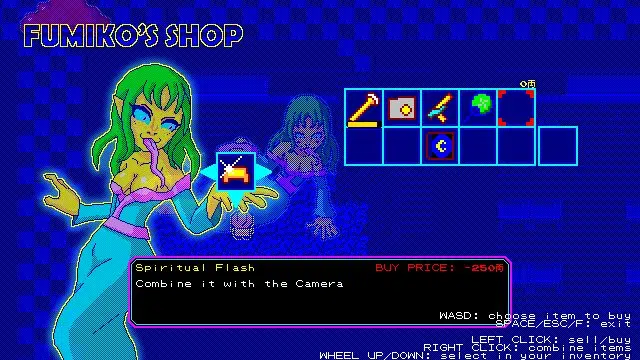 FUMIKO'S SHOP
0両
Spiritual Flash BUY PRICE: -250両
Combine it with the Camera
WASD: choose item to buy
SPACE/ESC/F: exit
LEFT CLICK: sell/buy
RIGHT CLICK: combine items
WHEEL UP/DOWN: select in your inventory